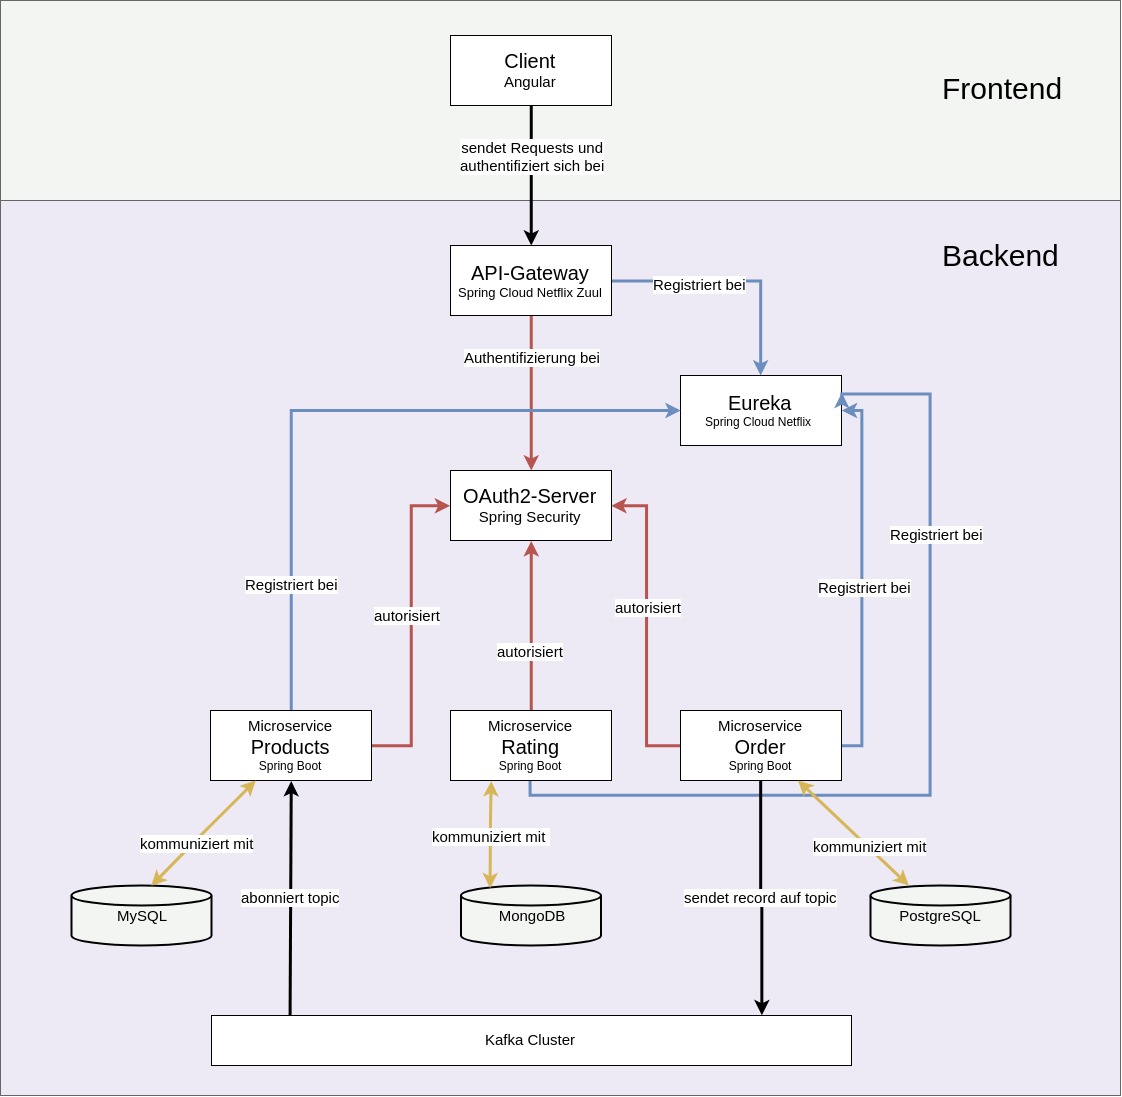 Client
Angular
Frontend
sendet Requests und
authentifiziert sich bei
Backend
API-Gateway
Spring Cloud Netflix Zuul
Registriert bei
Authentifizierung bei
Eureka
Spring Cloud Netflix
OAuth2-Server
Spring Security
Registriert bei
Registriert bei
Registriert bei
autorisiert
autorisiert
autorisiert
Microservice
Products
Spring Boot
Microservice
Rating
Spring Boot
Microservice
Order
Spring Boot
kommuniziert mit
kommuniziert mit
kommuniziert mit
abonniert topic
sendet record auf topic
MySQL
MongoDB
PostgreSQL
Kafka Cluster